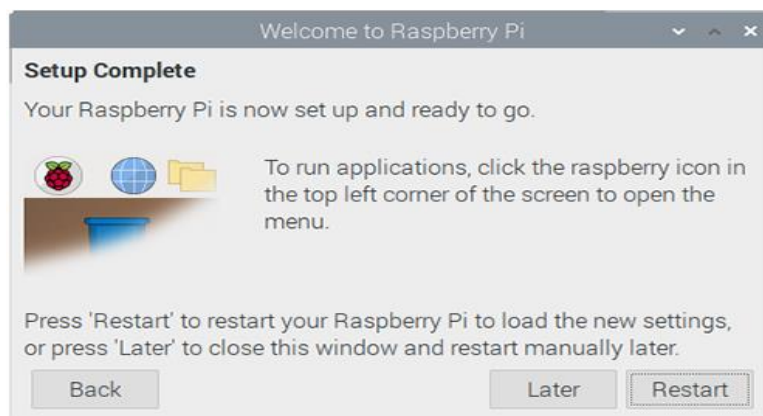 Welcome to Raspberry Pi
Setup Complete
Your Raspberry Pi is now set up and ready to go.
To run applications, click the raspberry icon in
the top left corner of the screen to open the
menu.
Press 'Restart' to restart your Raspberry Pi to load the new settings,
or press 'Later' to close this window and restart manually later.
Back
Later
Restart